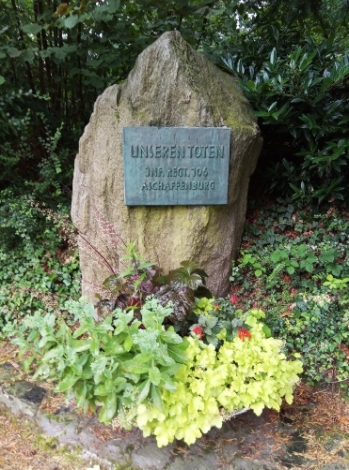 UNSEREN TOTEN
INF. REGT. 106
ASCHAFFENBURG